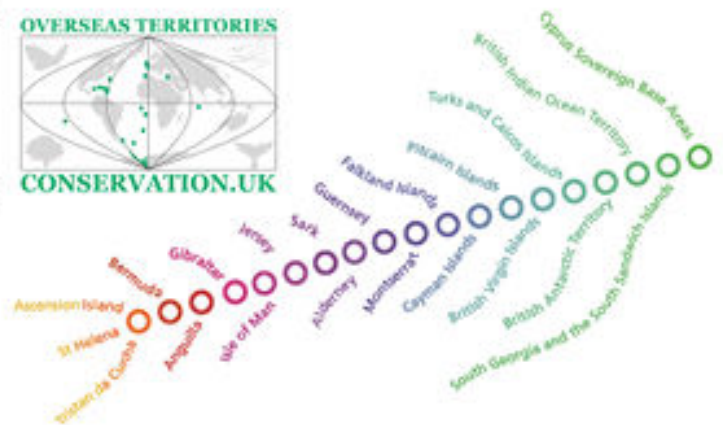 OVERSEAS TERRITORIES
CONSERVATION.UK
Ascension Island
St Helena
Tristan da Cunha
Bermuda
Anguilla
Gibraltar
Isle of Man
Jersey
Sark
Alderney
Guernsey
Montserrat
Falkland Islands
Cayman Islands
Pitcairn Islands
British Virgin Islands
Turks and Caicos Islands
British Antarctic Territory
British Indian Ocean Territory
South Georgia and the South Sandwich Islands
Cyprus Sovereign Base Areas